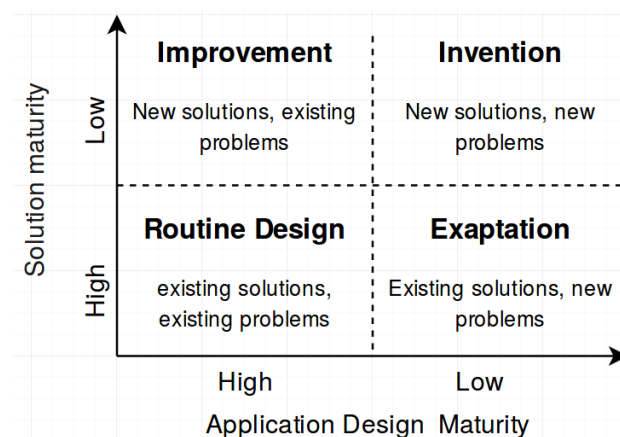 Improvement
New solutions, existing
problems
Invention
New solutions, new
problems
Routine Design
existing solutions,
existing problems
Exaptation
Existing solutions, new
problems
Solution maturity
Low
High
High
Low
Application Design Maturity